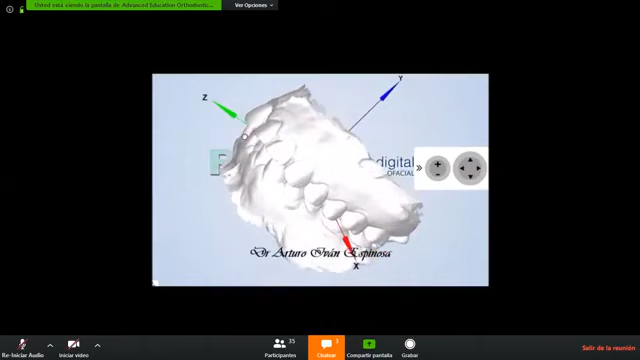 Usted está viendo la pantalla de Advanced Education Orthodontic...
Ver Opciones
Z
Y
digital
OFACIAL
Dr Arturo Iván Espinosa
X
35
3
Re-Iniciar Audio
Iniciar video
Participantes
Chatear
Compartir pantalla
Grabar
Salir de la reunión